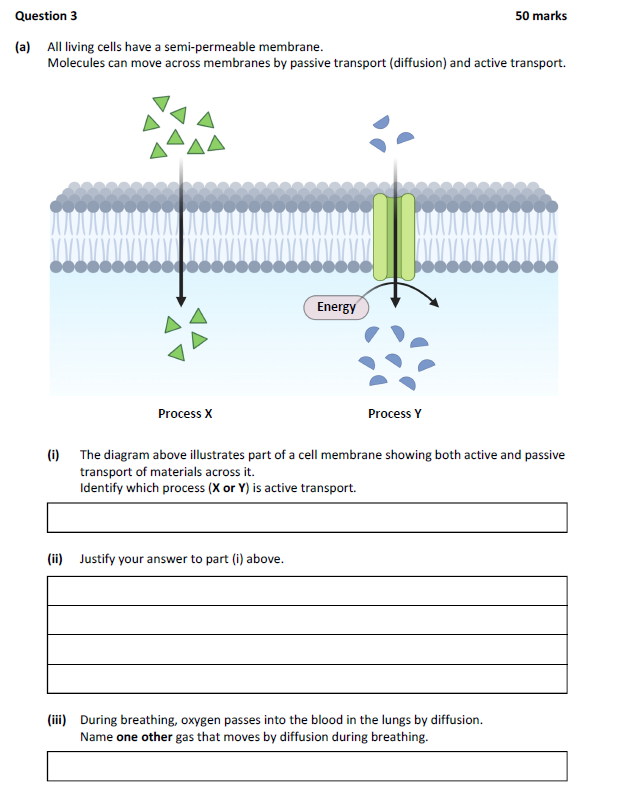 Question 3 50 marks
(a) All living cells have a semi-permeable membrane.
Molecules can move across membranes by passive transport (diffusion) and active transport.
Energy
Process X Process Y
(i) The diagram above illustrates part of a cell membrane showing both active and passive
transport of materials across it.
Identify which process (X or Y) is active transport.
(ii) Justify your answer to part (i) above.
(iii) During breathing, oxygen passes into the blood in the lungs by diffusion.
Name one other gas that moves by diffusion during breathing.